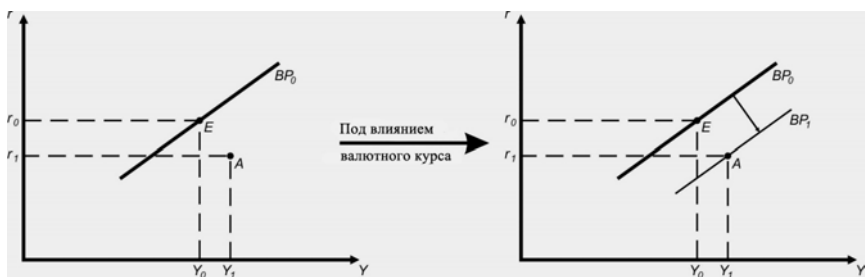 r
BP₀
r₀
E
r₁
A
Y₀ Y₁ Y
Под влиянием
валютного курса
r
BP₀
BP₁
r₀
E
r₁
A
Y₀ Y₁ Y